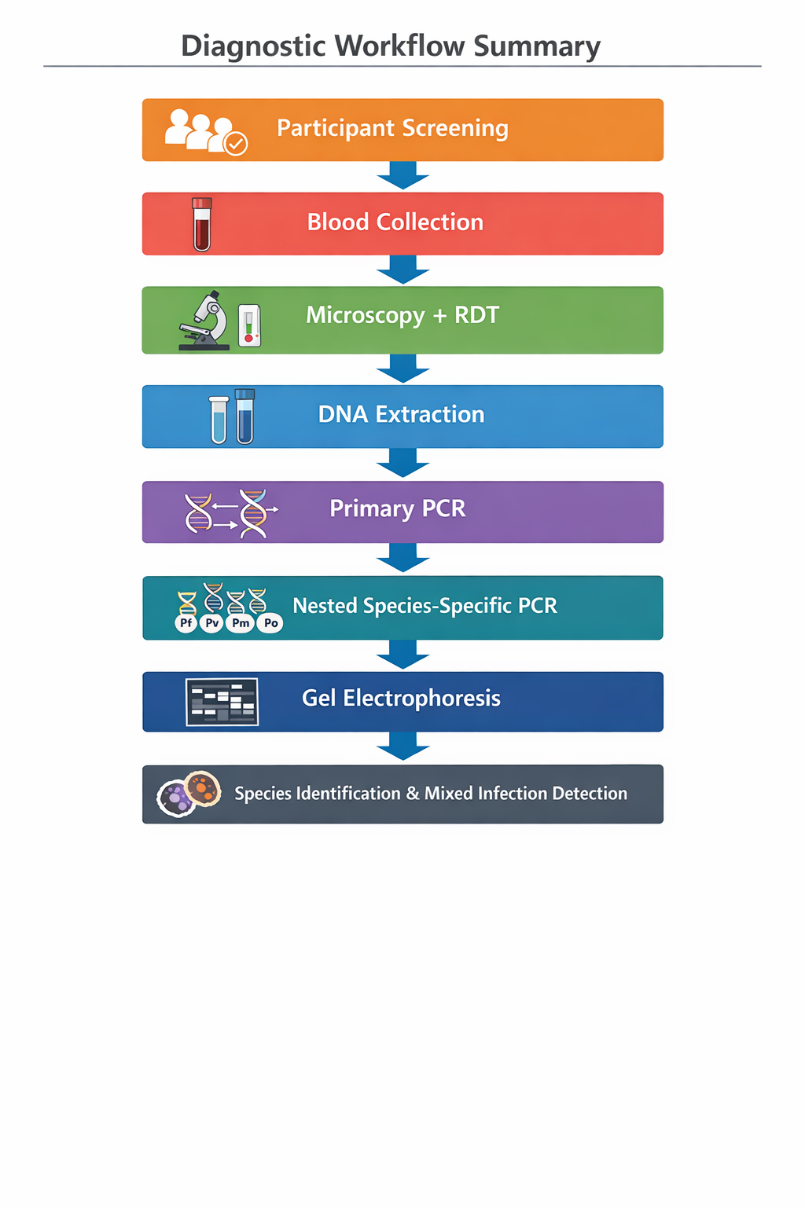 Diagnostic Workflow Summary
Participant Screening
Blood Collection
Microscopy + RDT
DNA Extraction
Primary PCR
Nested Species-Specific PCR
Pf Pv Pm Po
Gel Electrophoresis
Species Identification & Mixed Infection Detection